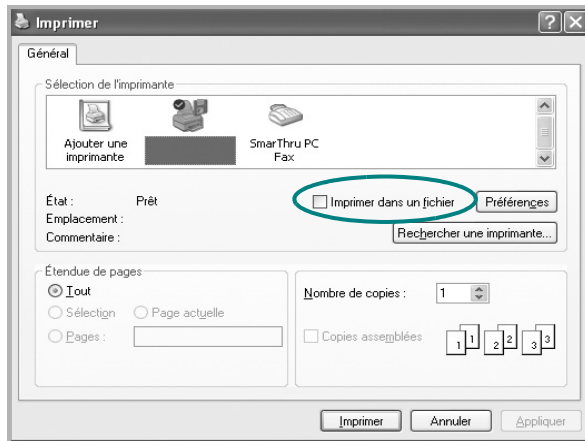 Imprimer
Général
Sélection de l'imprimante
Ajouter une
imprimante
SmarThru PC
Fax
État : Prêt
Imprimer dans un fichier
Préférences
Emplacement :
Commentaire :
Rechercher une imprimante...
Étendue de pages
Tout
Sélection
Page actuelle
Pages :
Nombre de copies : 1
Copies assemblées
1 1 2 2 3 3
Imprimer
Annuler
Appliquer